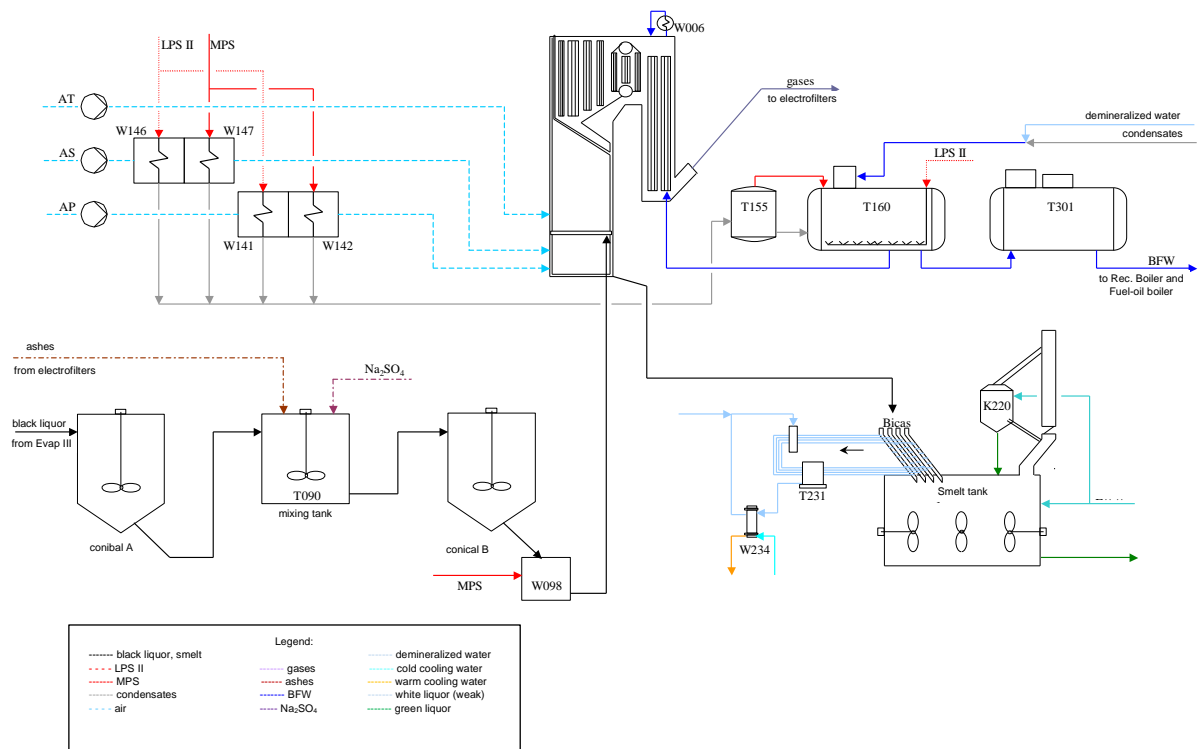 W006
LPS II
MPS
gases
to electrofilters
AT
demineralized water
condensates
W146
W147
AS
LPS II
AP
T155
T160
T301
W141
W142
BFW
to Rec. Boiler and
Fuel-oil boiler
ashes
from electrofilters
Na₂SO₄
K220
black liquor
from Evap III
Bicas
T090
mixing tank
T231
Smelt tank
conibal A
conical B
W234
MPS
W098
Legend:
black liquor, smelt
LPS II
MPS
condensates
air
gases
ashes
BFW
Na₂SO₄
demineralized water
cold cooling water
warm cooling water
white liquor (weak)
green liquor